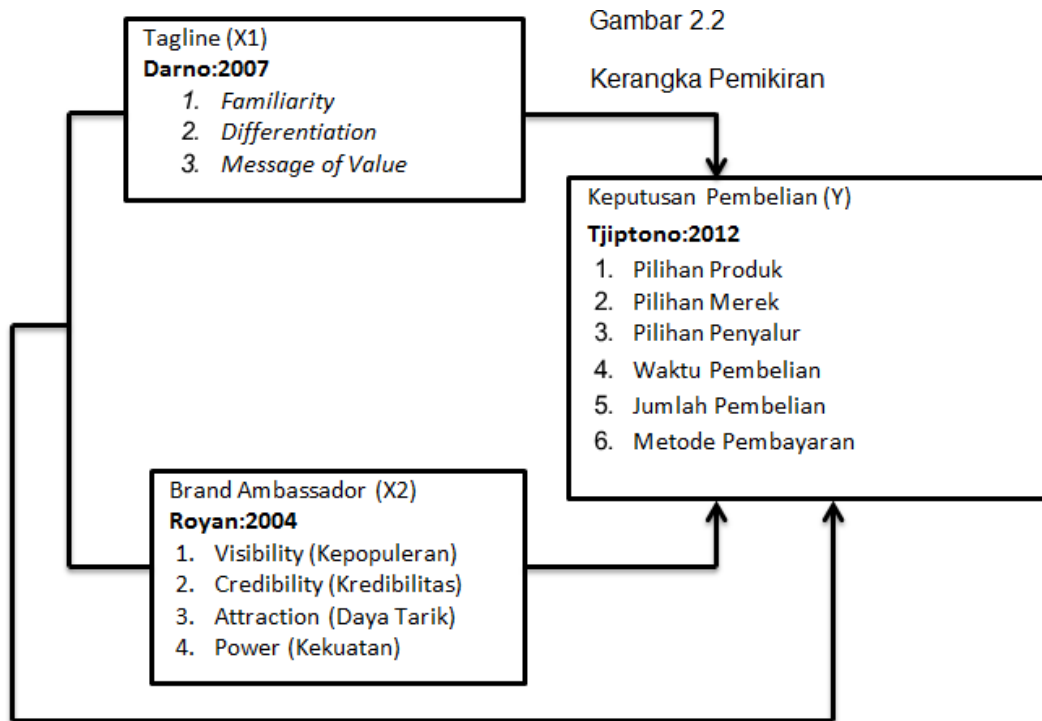 Gambar 2.2
Kerangka Pemikiran
Tagline (X1)
Darno:2007
1. Familiarity
2. Differentiation
3. Message of Value
Keputusan Pembelian (Y)
Tjiptono:2012
1. Pilihan Produk
2. Pilihan Merek
3. Pilihan Penyalur
4. Waktu Pembelian
5. Jumlah Pembelian
6. Metode Pembayaran
Brand Ambassador (X2)
Royan:2004
1. Visibility (Kepopuleran)
2. Credibility (Kredibilitas)
3. Attraction (Daya Tarik)
4. Power (Kekuatan)